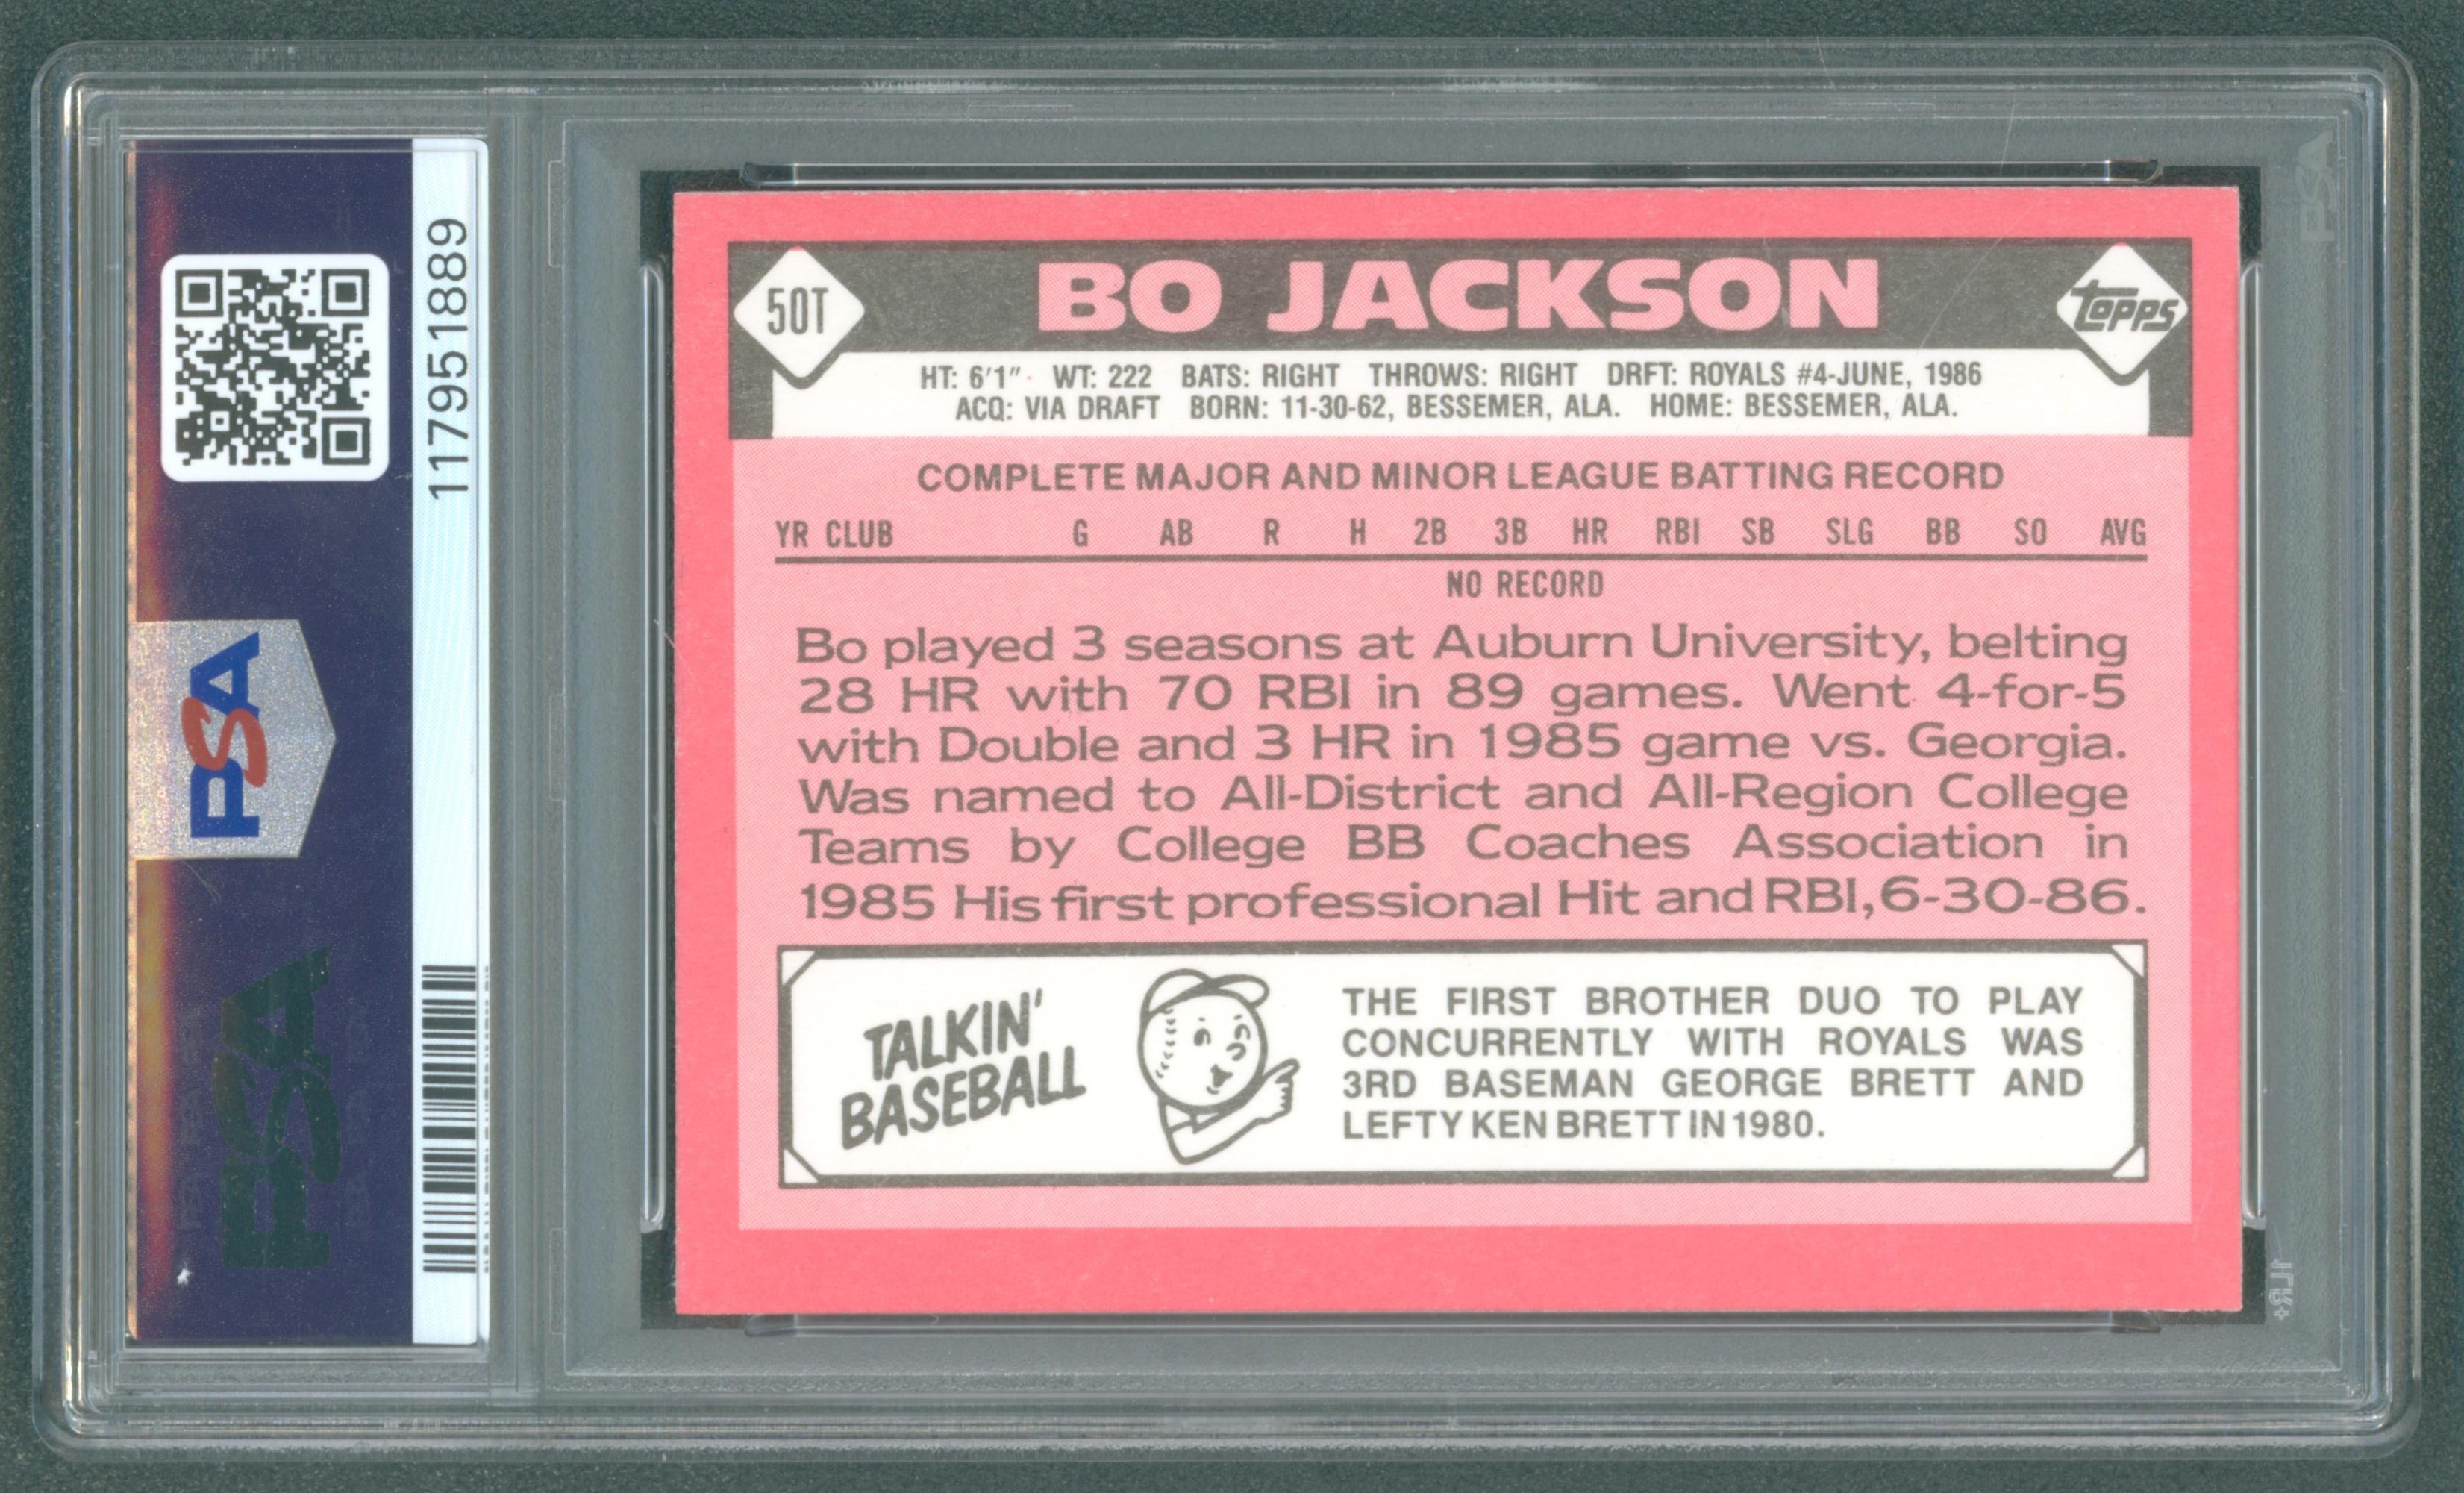 117951889
PSA
PSA
PSA
50T
BO JACKSON
topps
HT: 6'1" WT: 222 BATS: RIGHT THROWS: RIGHT DRFT: ROYALS #4-JUNE, 1986
ACQ: VIA DRAFT BORN: 11-30-62, BESSEMER, ALA. HOME: BESSEMER, ALA.
COMPLETE MAJOR AND MINOR LEAGUE BATTING RECORD
YR CLUB G AB R H 2B 3B HR RBI SB SLG BB SO AVG
NO RECORD
Bo played 3 seasons at Auburn University, belting
28 HR with 70 RBI in 89 games. Went 4-for-5
with Double and 3 HR in 1985 game vs. Georgia.
Was named to All-District and All-Region College
Teams by College BB Coaches Association in
1985 His first professional Hit and RBI, 6-30-86.
TALKIN'
BASEBALL
THE FIRST BROTHER DUO TO PLAY
CONCURRENTLY WITH ROYALS WAS
3RD BASEMAN GEORGE BRETT AND
LEFTY KEN BRETT IN 1980.